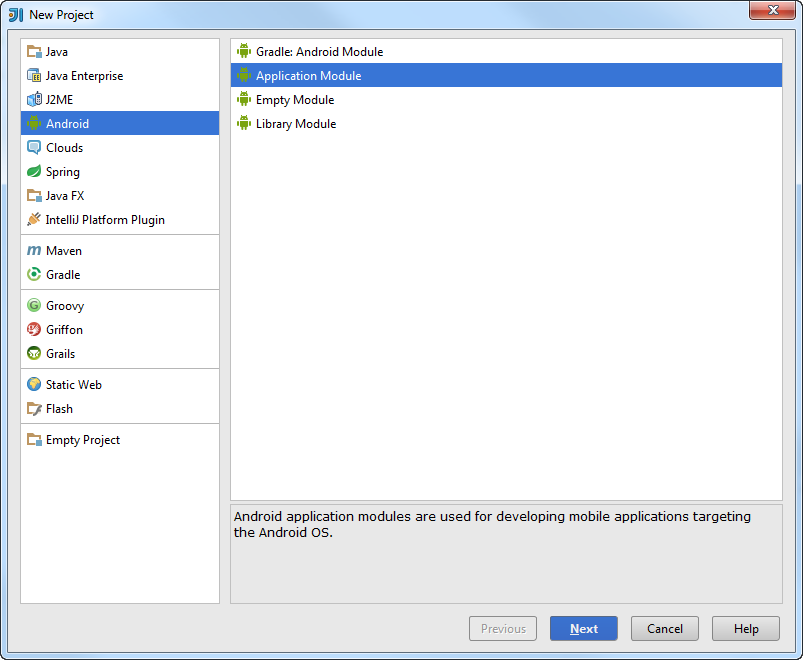 New Project
Java
Java Enterprise
J2ME
Android
Clouds
Spring
Java FX
IntelliJ Platform Plugin
Maven
Gradle
Groovy
Griffon
Grails
Static Web
Flash
Empty Project
Gradle: Android Module
Application Module
Empty Module
Library Module
Android application modules are used for developing mobile applications targeting
the Android OS.
Previous
Next
Cancel
Help